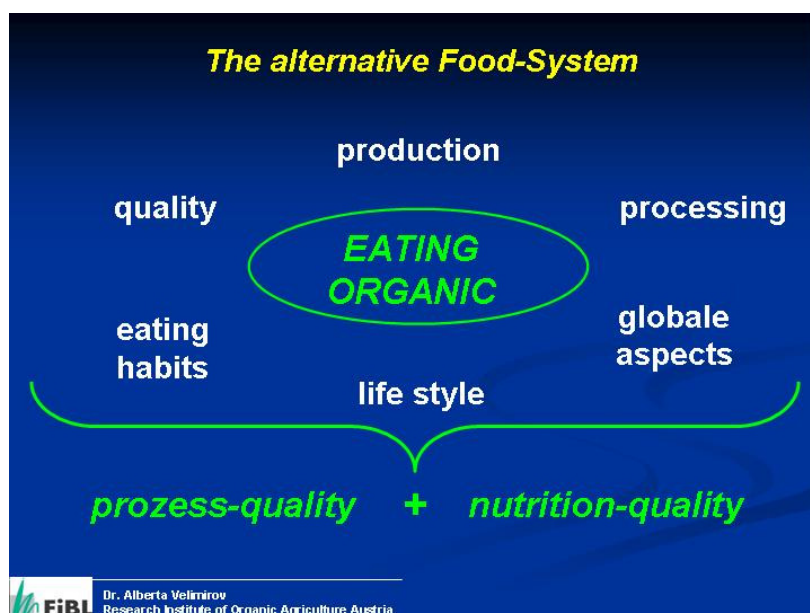 The alternative Food-System
production
quality
processing
EATING
ORGANIC
eating
habits
globale
aspects
life style
prozess-quality + nutrition-quality
FiBL
Dr. Alberta Velimirov
Research Institute of Organic Agriculture Austria